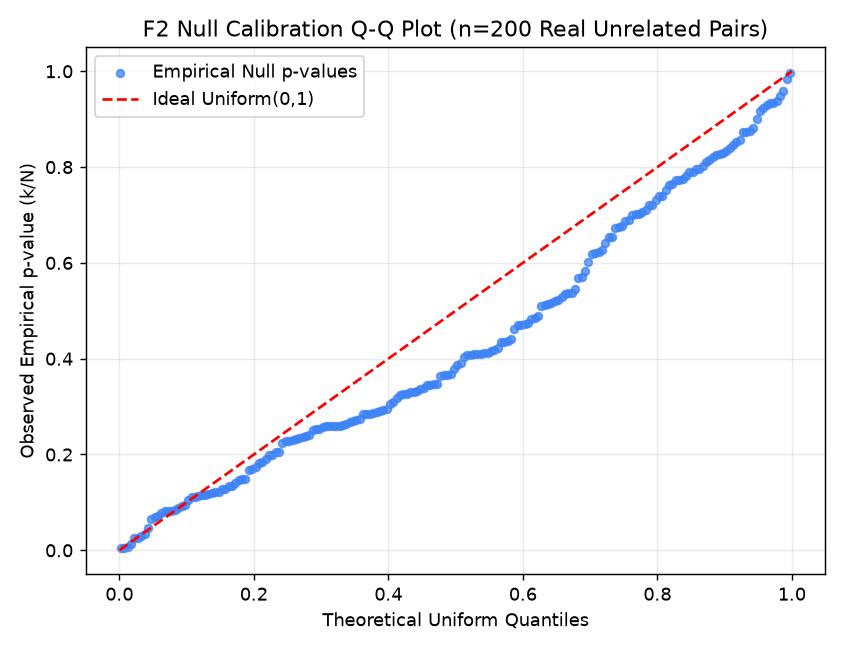 F2 Null Calibration Q-Q Plot (n=200 Real Unrelated Pairs)
Empirical Null p-values
Ideal Uniform(0,1)
Observed Empirical p-value (k/N)
1.0
0.8
0.6
0.4
0.2
0.0
0.0 0.2 0.4 0.6 0.8 1.0
Theoretical Uniform Quantiles